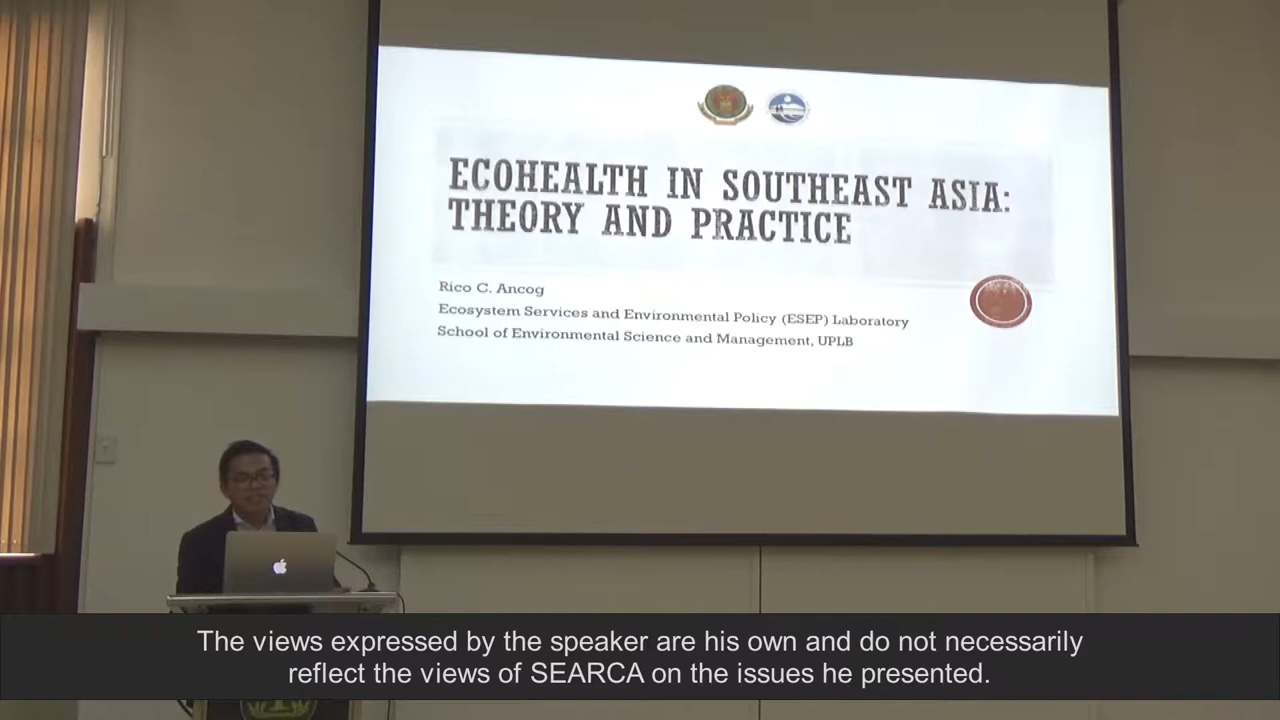 ECOHEALTH IN SOUTHEAST ASIA:
THEORY AND PRACTICE
Rico C. Ancog
Ecosystem Services and Environmental Policy (ESEP) Laboratory
School of Environmental Science and Management, UPLB
The views expressed by the speaker are his own and do not necessarily
reflect the views of SEARCA on the issues he presented.